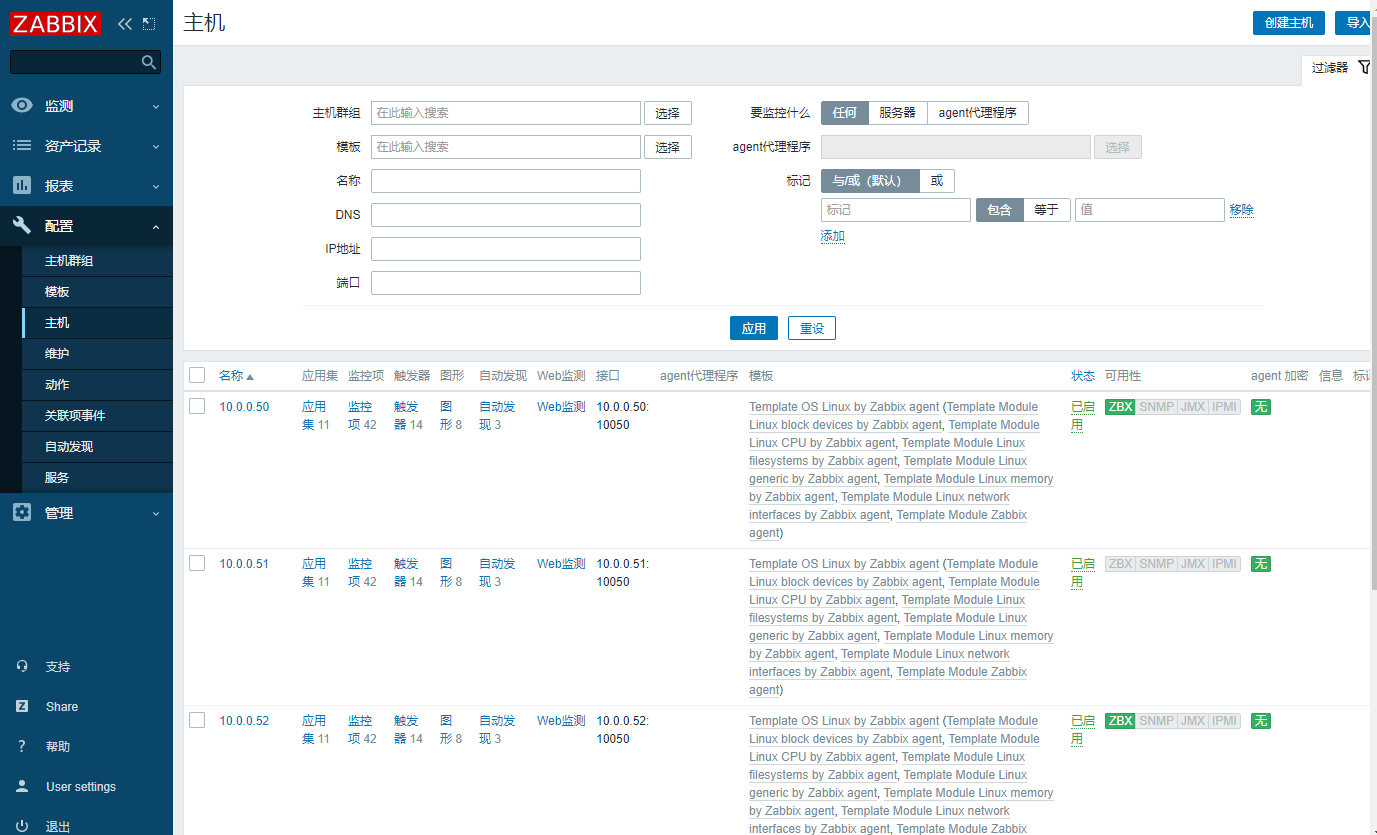 ZABBIX
监测
资产记录
报表
配置
主机群组
模板
主机
维护
动作
关联项事件
自动发现
服务
管理
支持
Share
帮助
User settings
退出
主机
创建主机
导入
过滤器
主机群组 在此输入搜索 选择
模板 在此输入搜索 选择
名称
DNS
IP地址
端口
要监控什么 任何 服务器 agent代理程序
agent代理程序 选择
标记 与/或（默认） 或
标记 包含 等于 值 移除
添加
应用 重设
名称 应用集 监控项 触发器 图形 自动发现 Web监测 接口 agent代理程序 模板 状态 可用性 agent 加密 信息 标记
10.0.0.50
应用
集 11
监控
项 42
触发
器 14
图
形 8
自动发
现 3
Web监测
10.0.0.50:
10050
Template OS Linux by Zabbix agent (Template Module
Linux block devices by Zabbix agent, Template Module
Linux CPU by Zabbix agent, Template Module Linux
filesystems by Zabbix agent, Template Module Linux
generic by Zabbix agent, Template Module Linux memory
by Zabbix agent, Template Module Linux network
interfaces by Zabbix agent, Template Module Zabbix
agent)
已启
用
ZBX SNMP JMX IPMI
无
10.0.0.51
应用
集 11
监控
项 42
触发
器 14
图
形 8
自动发
现 3
Web监测
10.0.0.51:
10050
Template OS Linux by Zabbix agent (Template Module
Linux block devices by Zabbix agent, Template Module
Linux CPU by Zabbix agent, Template Module Linux
filesystems by Zabbix agent, Template Module Linux
generic by Zabbix agent, Template Module Linux memory
by Zabbix agent, Template Module Linux network
interfaces by Zabbix agent, Template Module Zabbix
agent)
已启
用
ZBX SNMP JMX IPMI
无
10.0.0.52
应用
集 11
监控
项 42
触发
器 14
图
形 8
自动发
现 3
Web监测
10.0.0.52:
10050
Template OS Linux by Zabbix agent (Template Module
Linux block devices by Zabbix agent, Template Module
Linux CPU by Zabbix agent, Template Module Linux
filesystems by Zabbix agent, Template Module Linux
generic by Zabbix agent, Template Module Linux memory
by Zabbix agent, Template Module Linux network
interfaces by Zabbix agent, Template Module Zabbix
已启
用
ZBX SNMP JMX IPMI
无